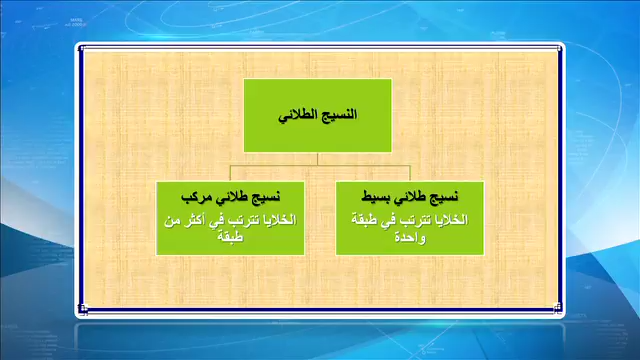 النسيج الطلائي
نسيج طلائي بسيط
الخلايا تترتب في طبقة
واحدة
نسيج طلائي مركب
الخلايا تترتب في أكثر من
طبقة